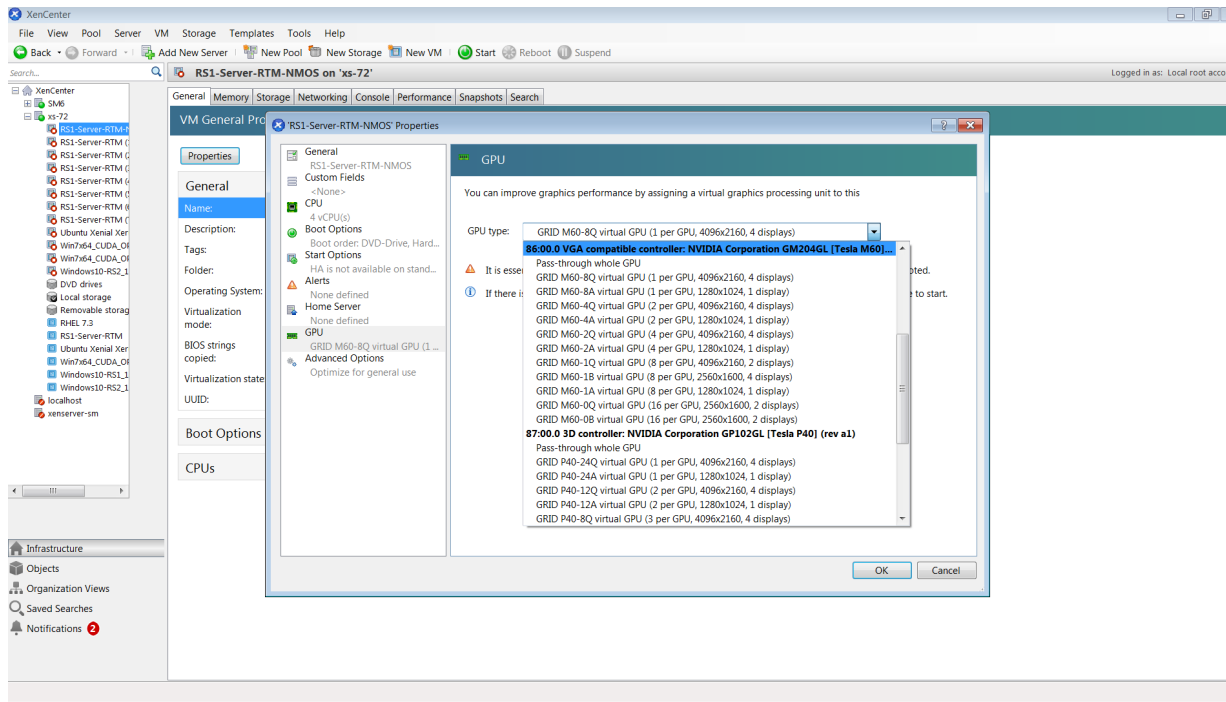 XenCenter
File View Pool Server VM Storage Templates Tools Help
Back Forward Add New Server New Pool New Storage New VM Start Reboot Suspend
Search...
RS1-Server-RTM-NMOS on 'xs-72'
Logged in as: Local root acco
XenCenter
SM6
xs-72
RS1-Server-RTM-N
RS1-Server-RTM (
RS1-Server-RTM (
RS1-Server-RTM (
RS1-Server-RTM (
RS1-Server-RTM (
RS1-Server-RTM (
RS1-Server-RTM (
Ubuntu Xenial Xer
Win7x64_CUDA_OF
Win7x64_CUDA_OF
Windows10-RS2_1
DVD drives
Local storage
Removable storag
RHEL 7.3
RS1-Server-RTM
Ubuntu Xenial Xer
Win7x64_CUDA_OF
Windows10-RS1_1
Windows10-RS2_1
localhost
xenserver-sm
Infrastructure
Objects
Organization Views
Saved Searches
Notifications 2
General Memory Storage Networking Console Performance Snapshots Search
VM General Pro
Properties
General
Name:
Description:
Tags:
Folder:
Operating System:
Virtualization
mode:
BIOS strings
copied:
Virtualization state
UUID:
Boot Options
CPUs
'RS1-Server-RTM-NMOS' Properties
General
RS1-Server-RTM-NMOS
Custom Fields
<None>
CPU
4 vCPU(s)
Boot Options
Boot order: DVD-Drive, Hard...
Start Options
HA is not available on stand...
Alerts
None defined
Home Server
None defined
GPU
GRID M60-8Q virtual GPU (1 ...
Advanced Options
Optimize for general use
GPU
You can improve graphics performance by assigning a virtual graphics processing unit to this
GPU type: GRID M60-8Q virtual GPU (1 per GPU, 4096x2160, 4 displays)
It is esse
pted.
If there i
e to start.
86:00.0 VGA compatible controller: NVIDIA Corporation GM204GL [Tesla M60]...
Pass-through whole GPU
GRID M60-8Q virtual GPU (1 per GPU, 4096x2160, 4 displays)
GRID M60-8A virtual GPU (1 per GPU, 1280x1024, 1 display)
GRID M60-4Q virtual GPU (2 per GPU, 4096x2160, 4 displays)
GRID M60-4A virtual GPU (2 per GPU, 1280x1024, 1 display)
GRID M60-2Q virtual GPU (4 per GPU, 4096x2160, 4 displays)
GRID M60-2A virtual GPU (4 per GPU, 1280x1024, 1 display)
GRID M60-1Q virtual GPU (8 per GPU, 4096x2160, 2 displays)
GRID M60-1B virtual GPU (8 per GPU, 2560x1600, 4 displays)
GRID M60-1A virtual GPU (8 per GPU, 1280x1024, 1 display)
GRID M60-0Q virtual GPU (16 per GPU, 2560x1600, 2 displays)
GRID M60-0B virtual GPU (16 per GPU, 2560x1600, 2 displays)
87:00.0 3D controller: NVIDIA Corporation GP102GL [Tesla P40] (rev a1)
Pass-through whole GPU
GRID P40-24Q virtual GPU (1 per GPU, 4096x2160, 4 displays)
GRID P40-24A virtual GPU (1 per GPU, 1280x1024, 1 display)
GRID P40-12Q virtual GPU (2 per GPU, 4096x2160, 4 displays)
GRID P40-12A virtual GPU (2 per GPU, 1280x1024, 1 display)
GRID P40-8Q virtual GPU (3 per GPU, 4096x2160, 4 displays)
OK Cancel